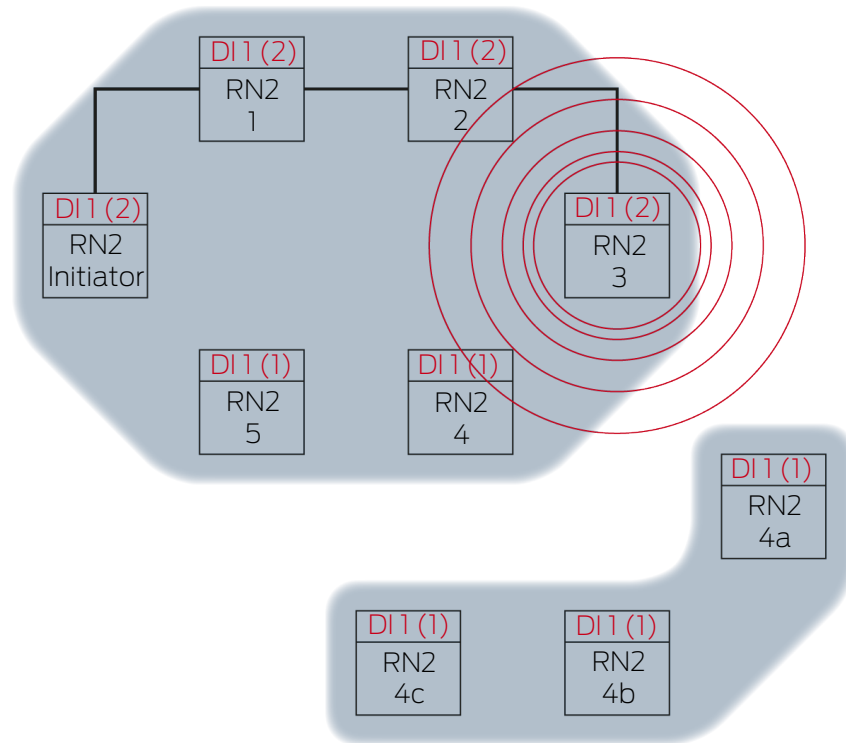 DI 1 (2)
RN2
1
DI 1 (2)
RN2
2
DI 1 (2)
RN2
Initiator
DI 1 (2)
RN2
3
DI 1 (1)
RN2
5
DI 1 (1)
RN2
4
DI 1 (1)
RN2
4a
DI 1 (1)
RN2
4c
DI 1 (1)
RN2
4b